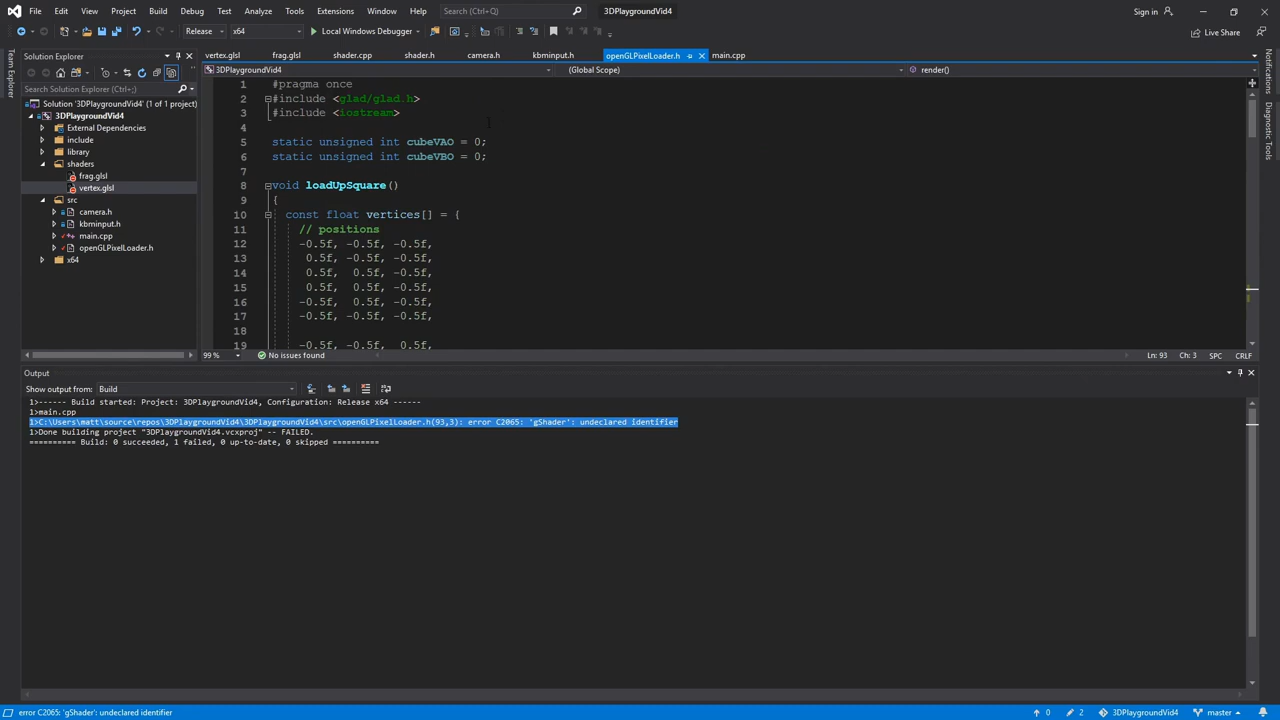 File Edit View Git Project Build Debug Test Analyze Tools Extensions Window Help Search (Ctrl+Q) 3DPlaygroundVid4 Sign in
Release x64 Local Windows Debugger Live Share
Team Explorer
Solution Explorer
Search Solution Explorer (Ctrl+;)
Solution '3DPlaygroundVid4' (1 of 1 project)
3DPlaygroundVid4
External Dependencies
include
library
shaders
frag.glsl
vertex.glsl
src
camera.h
kbminput.h
main.cpp
openGLPixelLoader.h
x64
vertex.glsl frag.glsl shader.cpp shader.h camera.h kbminput.h openGLPixelLoader.h main.cpp
3DPlaygroundVid4 (Global Scope) render()
1 #pragma once
2 #include <glad/glad.h>
3 #include <iostream>
4
5 static unsigned int cubeVAO = 0;
6 static unsigned int cubeVBO = 0;
7
8 void loadUpSquare()
9 {
10 const float vertices[] = {
11 // positions
12 -0.5f, -0.5f, -0.5f,
13 0.5f, -0.5f, -0.5f,
14 0.5f, 0.5f, -0.5f,
15 0.5f, 0.5f, -0.5f,
16 -0.5f, 0.5f, -0.5f,
17 -0.5f, -0.5f, -0.5f,
18
19 -0.5f, -0.5f, 0.5f,
99 % No issues found Ln: 93 Ch: 3 SPC CRLF
Notifications
Diagnostic Tools
Output
Show output from: Build
1>------ Build started: Project: 3DPlaygroundVid4, Configuration: Release x64 ------
1>main.cpp
1>C:\Users\matt\source\repos\3DPlaygroundVid4\3DPlaygroundVid4\src\openGLPixelLoader.h(93,3): error C2065: 'gShader': undeclared identifier
1>Done building project "3DPlaygroundVid4.vcxproj" -- FAILED.
========== Build: 0 succeeded, 1 failed, 0 up-to-date, 0 skipped ==========
error C2065: 'gShader': undeclared identifier 0 2 3DPlaygroundVid4 master